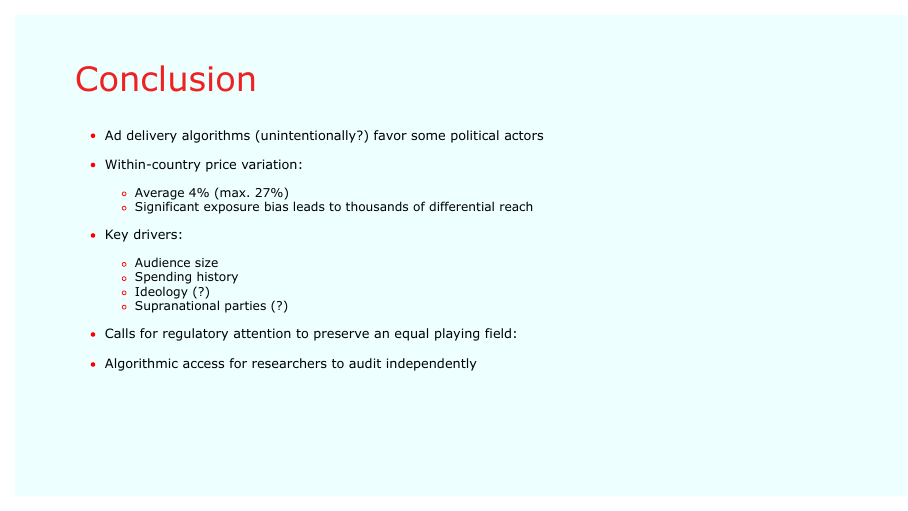 Conclusion
Ad delivery algorithms (unintentionally?) favor some political actors
Within-country price variation:
Average 4% (max. 27%)
Significant exposure bias leads to thousands of differential reach
Key drivers:
Audience size
Spending history
Ideology (?)
Supranational parties (?)
Calls for regulatory attention to preserve an equal playing field:
Algorithmic access for researchers to audit independently